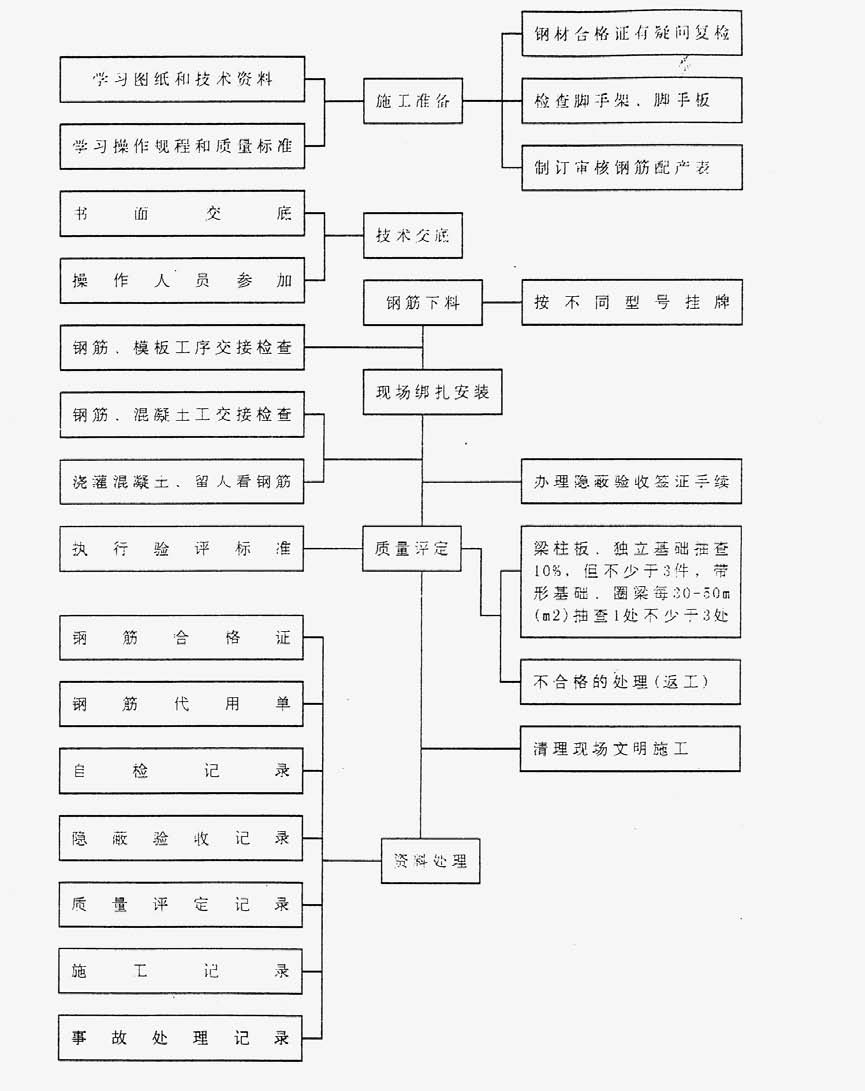 钢材合格证有疑问复检
学习图纸和技术资料
施工准备
检查脚手架、脚手板
学习操作规程和质量标准
制订审核钢筋配产表
书面交底
技术交底
操作人员参加
钢筋下料
按不同型号挂牌
钢筋、模板工序交接检查
现场绑扎安装
钢筋、混凝土工交接检查
浇灌混凝土、留人看钢筋
办理隐蔽验收签证手续
执行验评标准
质量评定
梁柱板、独立基础抽查
10%,但不少于3件,带
形基础、圈梁每30-50m
(m2)抽查1处不少于3处
钢筋合格证
不合格的处理(返工)
钢筋代用单
清理现场文明施工
自检记录
隐蔽验收记录
资料处理
质量评定记录
施工记录
事故处理记录